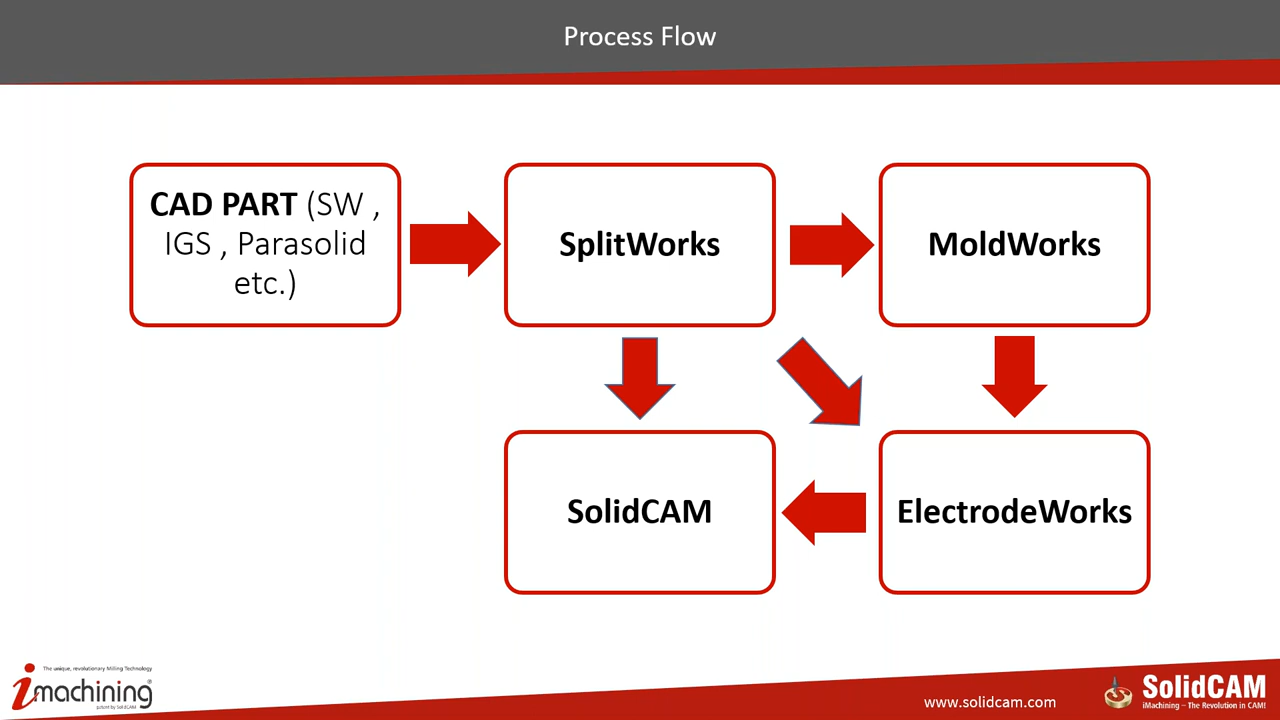 Process Flow
CAD PART (SW ,
IGS , Parasolid
etc.)
SplitWorks
MoldWorks
SolidCAM
ElectrodeWorks
The unique, revolutionary Milling Technology
imachining®
patent by SolidCAM
www.solidcam.com
SolidCAM
iMachining – The Revolution in CAM!